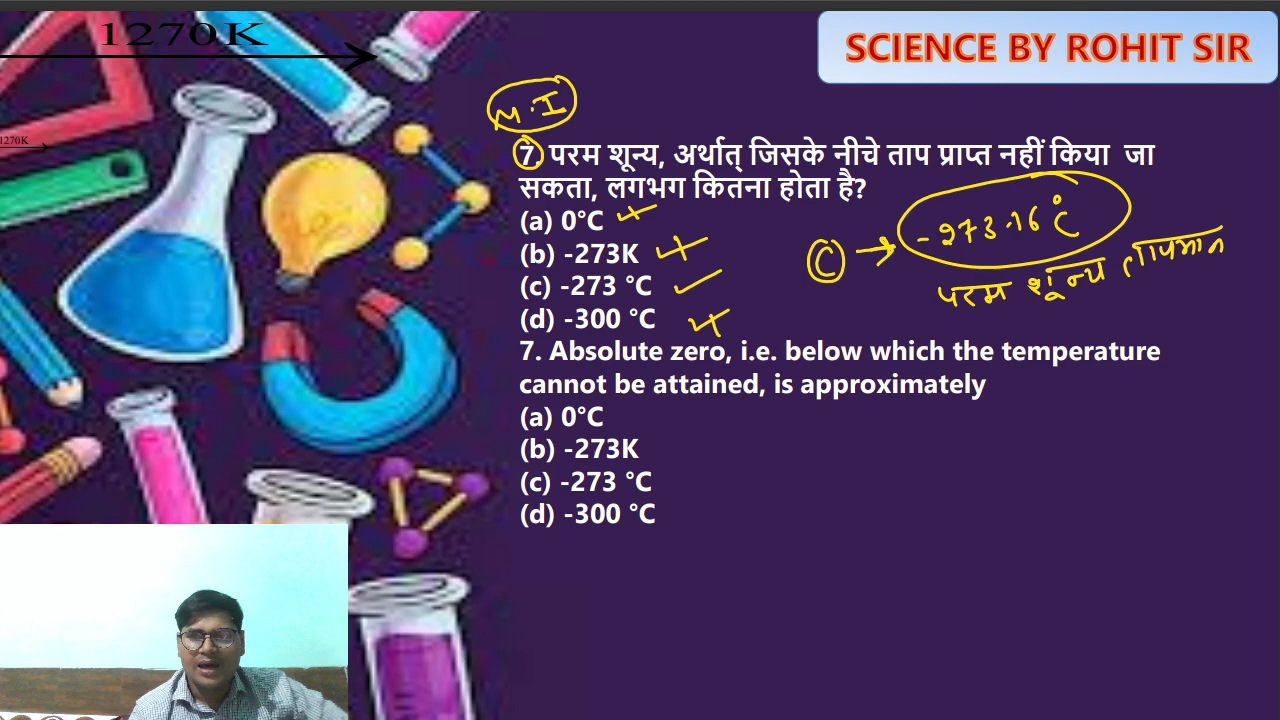 1270K
SCIENCE BY ROHIT SIR
1270K
M.I
7. परम शून्य, अर्थात् जिसके नीचे ताप प्राप्त नहीं किया जा
सकता, लगभग कितना होता है?
(a) 0°C
(b) -273K
(c) -273 °C
(d) -300 °C
C → -273.16°C
परम शून्य तापमान
7. Absolute zero, i.e. below which the temperature
cannot be attained, is approximately
(a) 0°C
(b) -273K
(c) -273 °C
(d) -300 °C